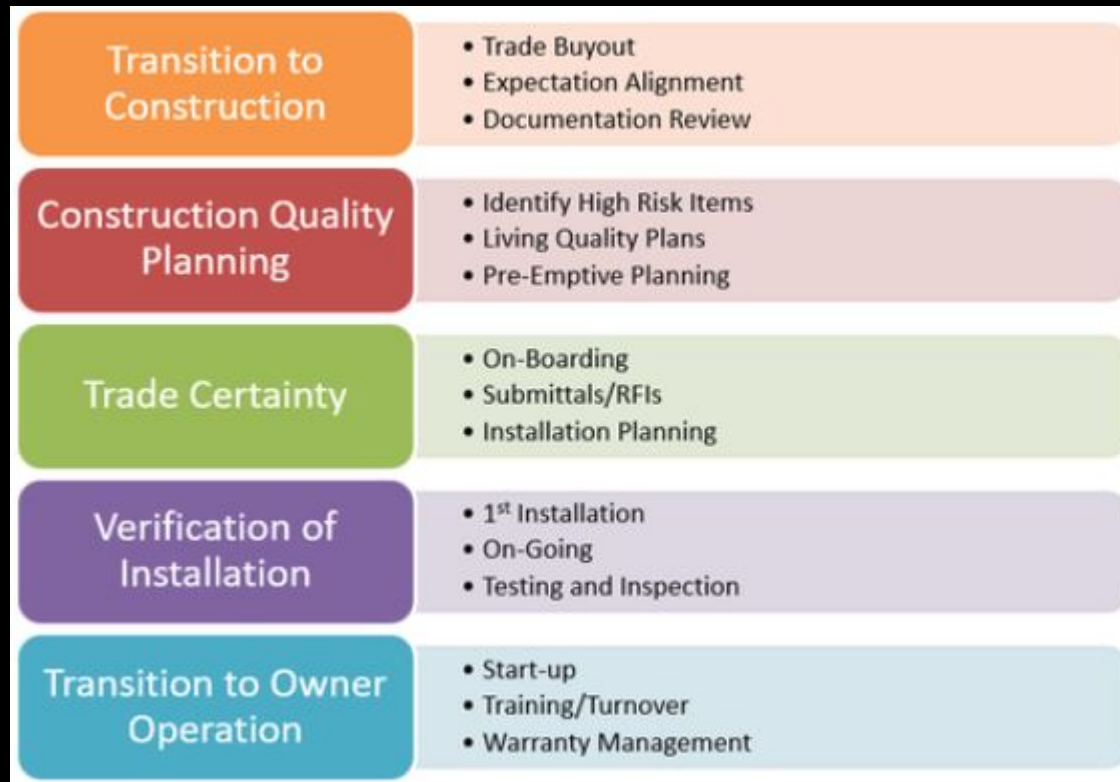 Transition to
Construction
• Trade Buyout
• Expectation Alignment
• Documentation Review
Construction Quality
Planning
• Identify High Risk Items
• Living Quality Plans
• Pre-Emptive Planning
Trade Certainty
• On-Boarding
• Submittals/RFIs
• Installation Planning
Verification of
Installation
• 1st Installation
• On-Going
• Testing and Inspection
Transition to Owner
Operation
• Start-up
• Training/Turnover
• Warranty Management